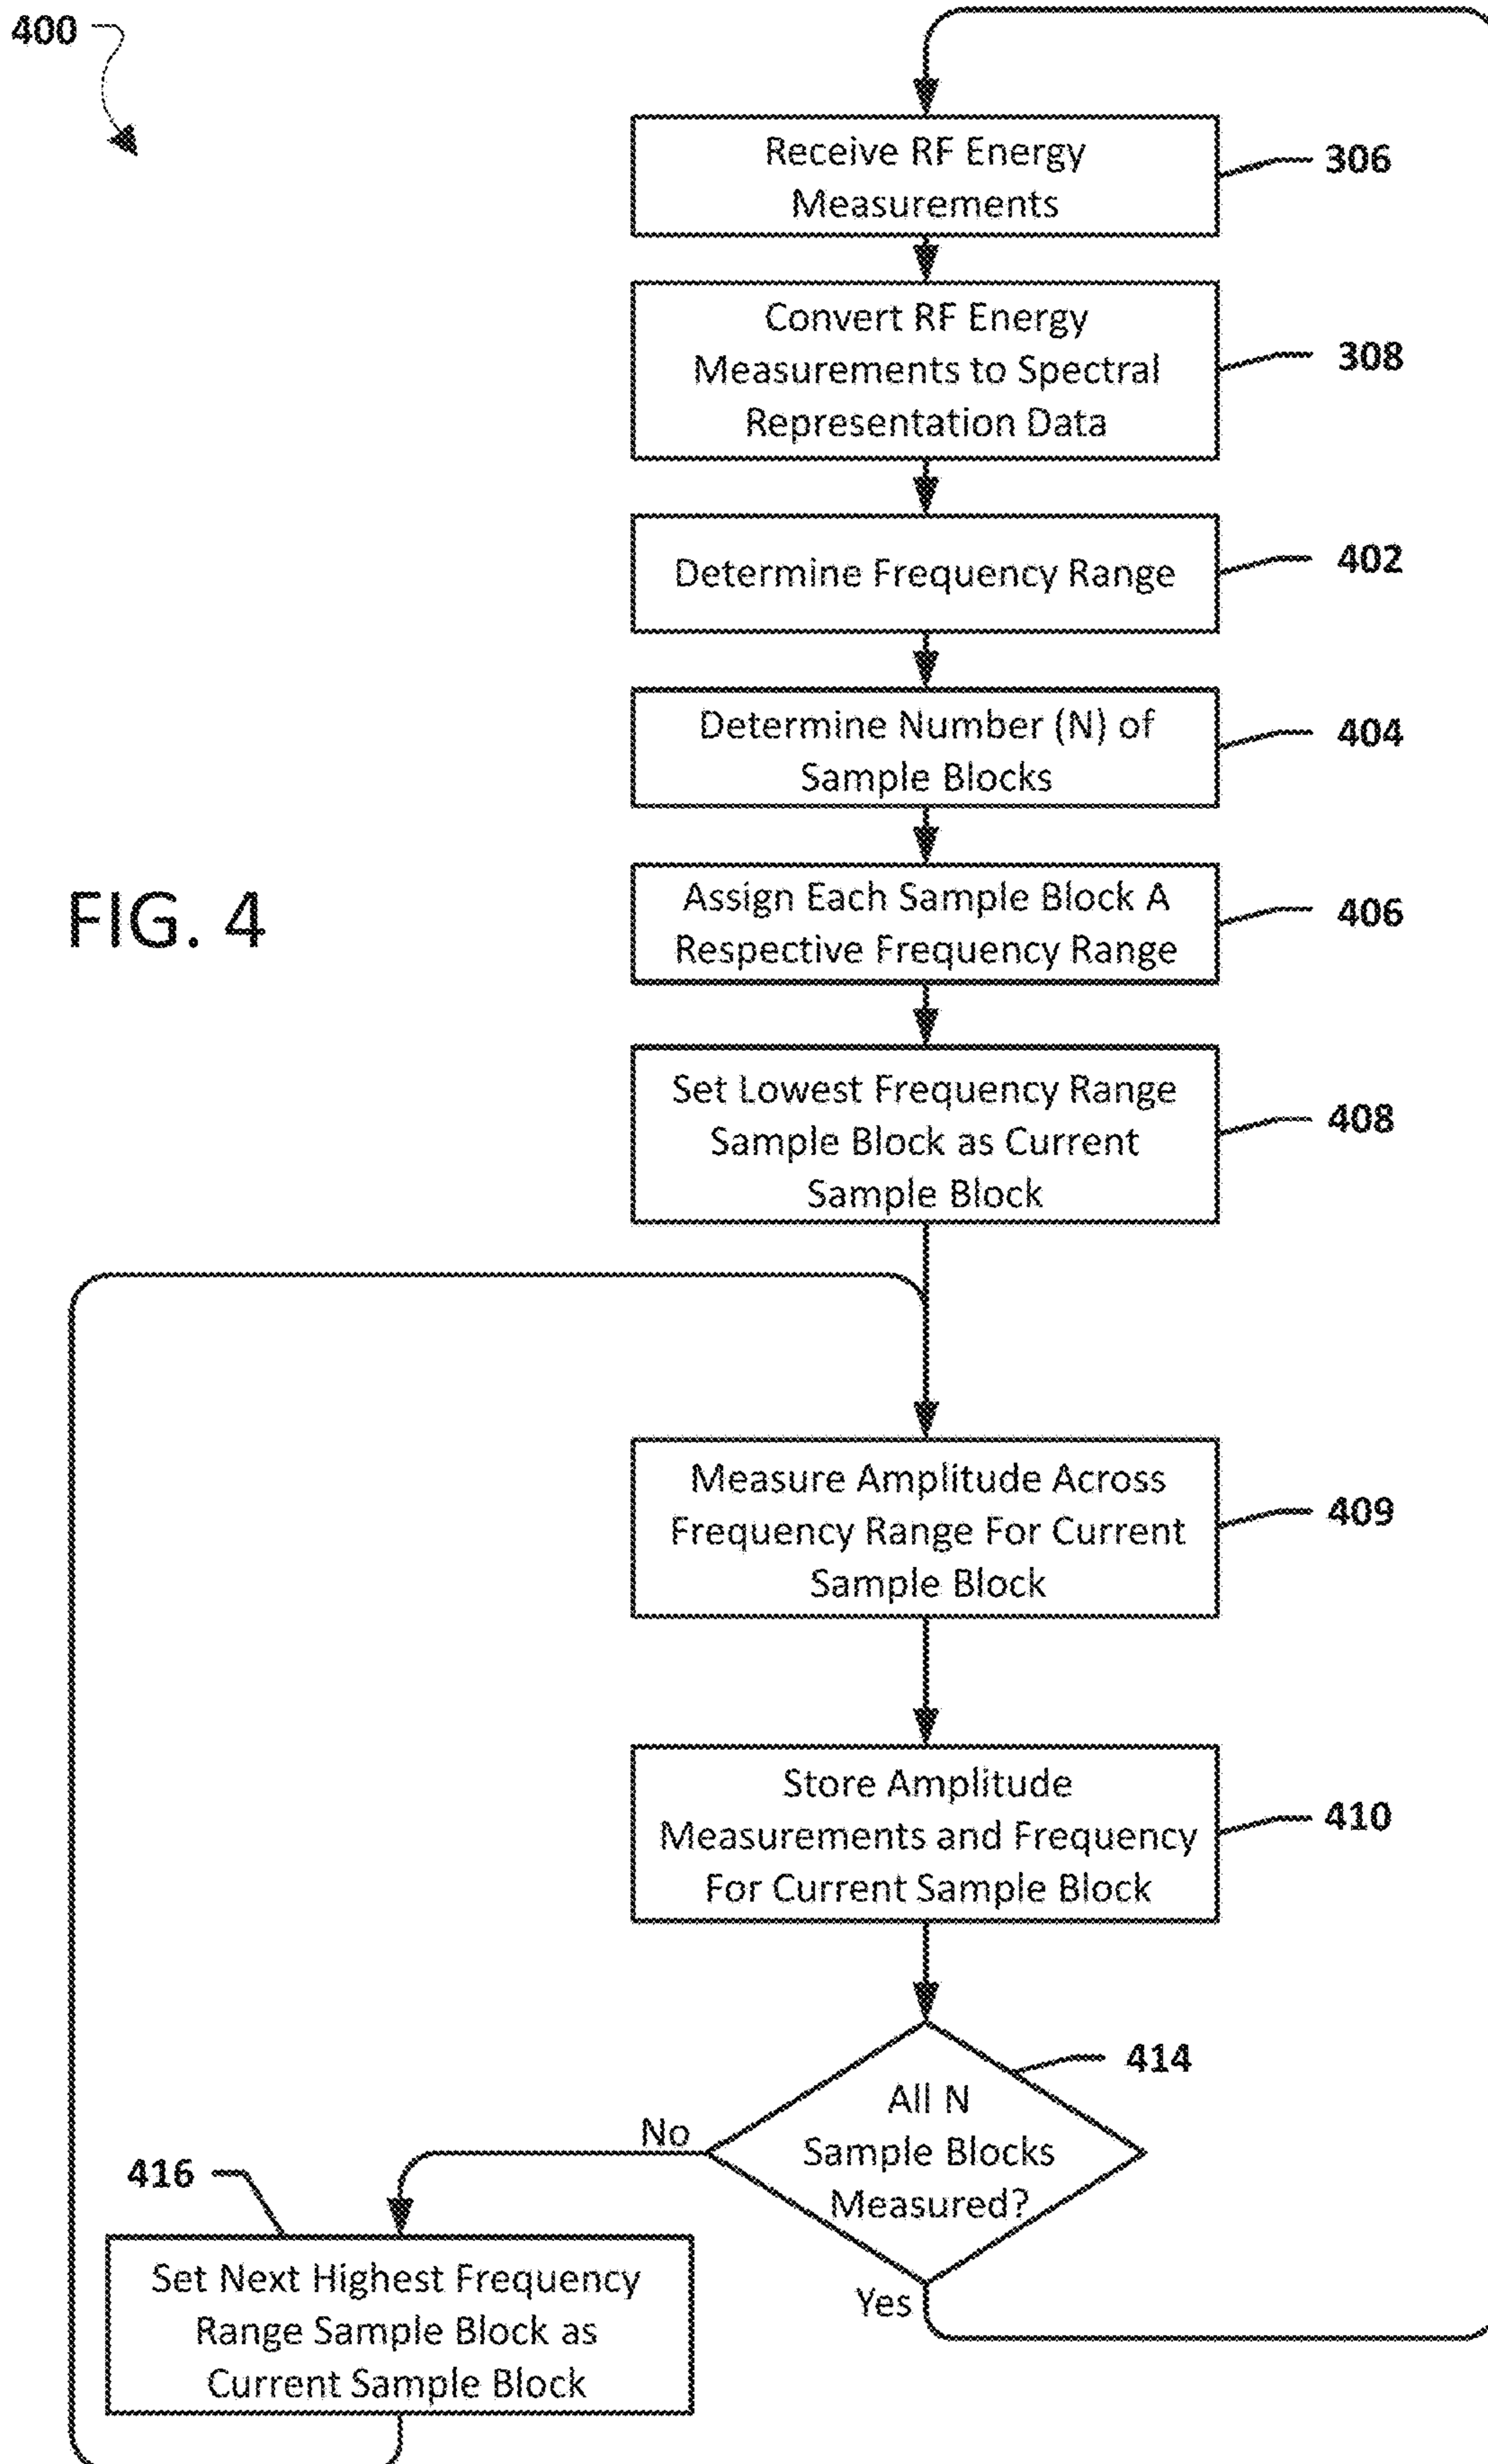 400
Receive RF Energy
Measurements
306
Convert RF Energy
Measurements to Spectral
Representation Data
308
Determine Frequency Range
402
Determine Number (N) of
Sample Blocks
404
FIG. 4
Assign Each Sample Block A
Respective Frequency Range
406
Set Lowest Frequency Range
Sample Block as Current
Sample Block
408
Measure Amplitude Across
Frequency Range For Current
Sample Block
409
Store Amplitude
Measurements and Frequency
For Current Sample Block
410
All N
Sample Blocks
Measured?
414
No
Yes
416
Set Next Highest Frequency
Range Sample Block as
Current Sample Block